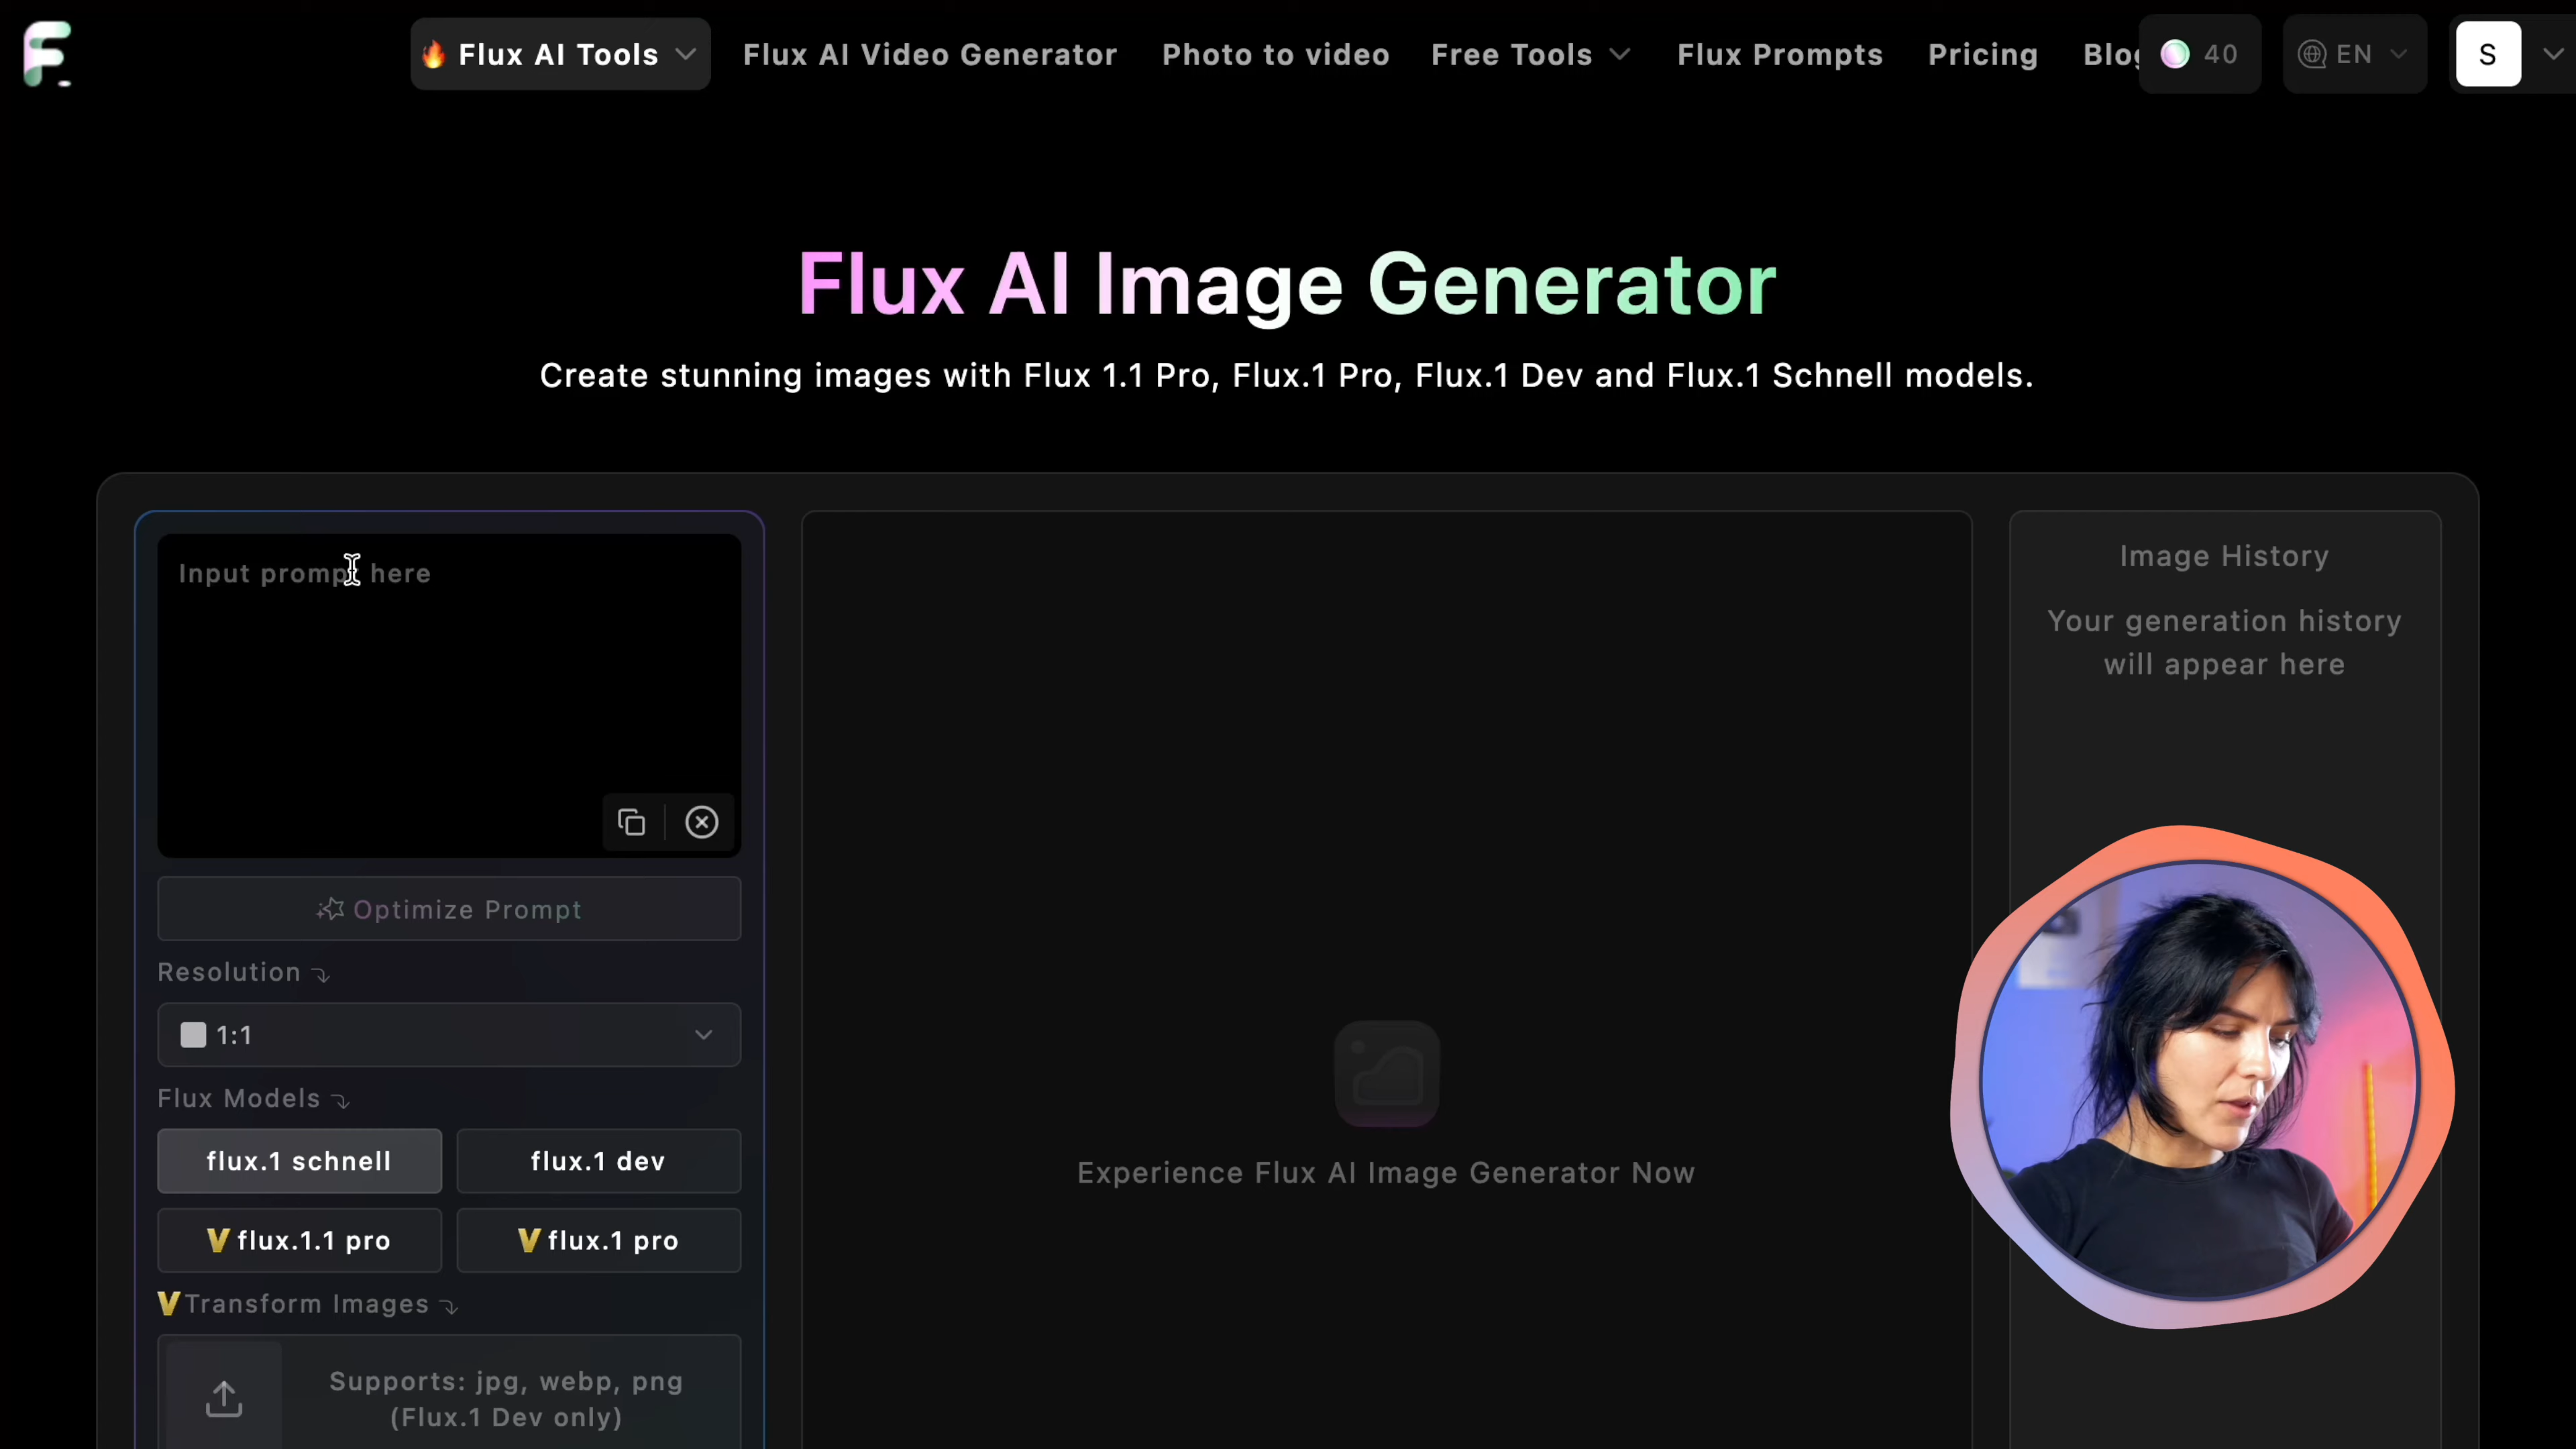 F.
Flux AI Tools
Flux AI Video Generator
Photo to video
Free Tools
Flux Prompts
Pricing
40
EN
S
Flux AI Image Generator
Create stunning images with Flux 1.1 Pro, Flux.1 Pro, Flux.1 Dev and Flux.1 Schnell models.
Input prompt here
Optimize Prompt
Resolution
1:1
Flux Models
flux.1 schnell
flux.1 dev
V flux.1.1 pro
V flux.1 pro
V Transform Images
Supports: jpg, webp, png
(Flux.1 Dev only)
Experience Flux AI Image Generator Now
Image History
Your generation history
will appear here